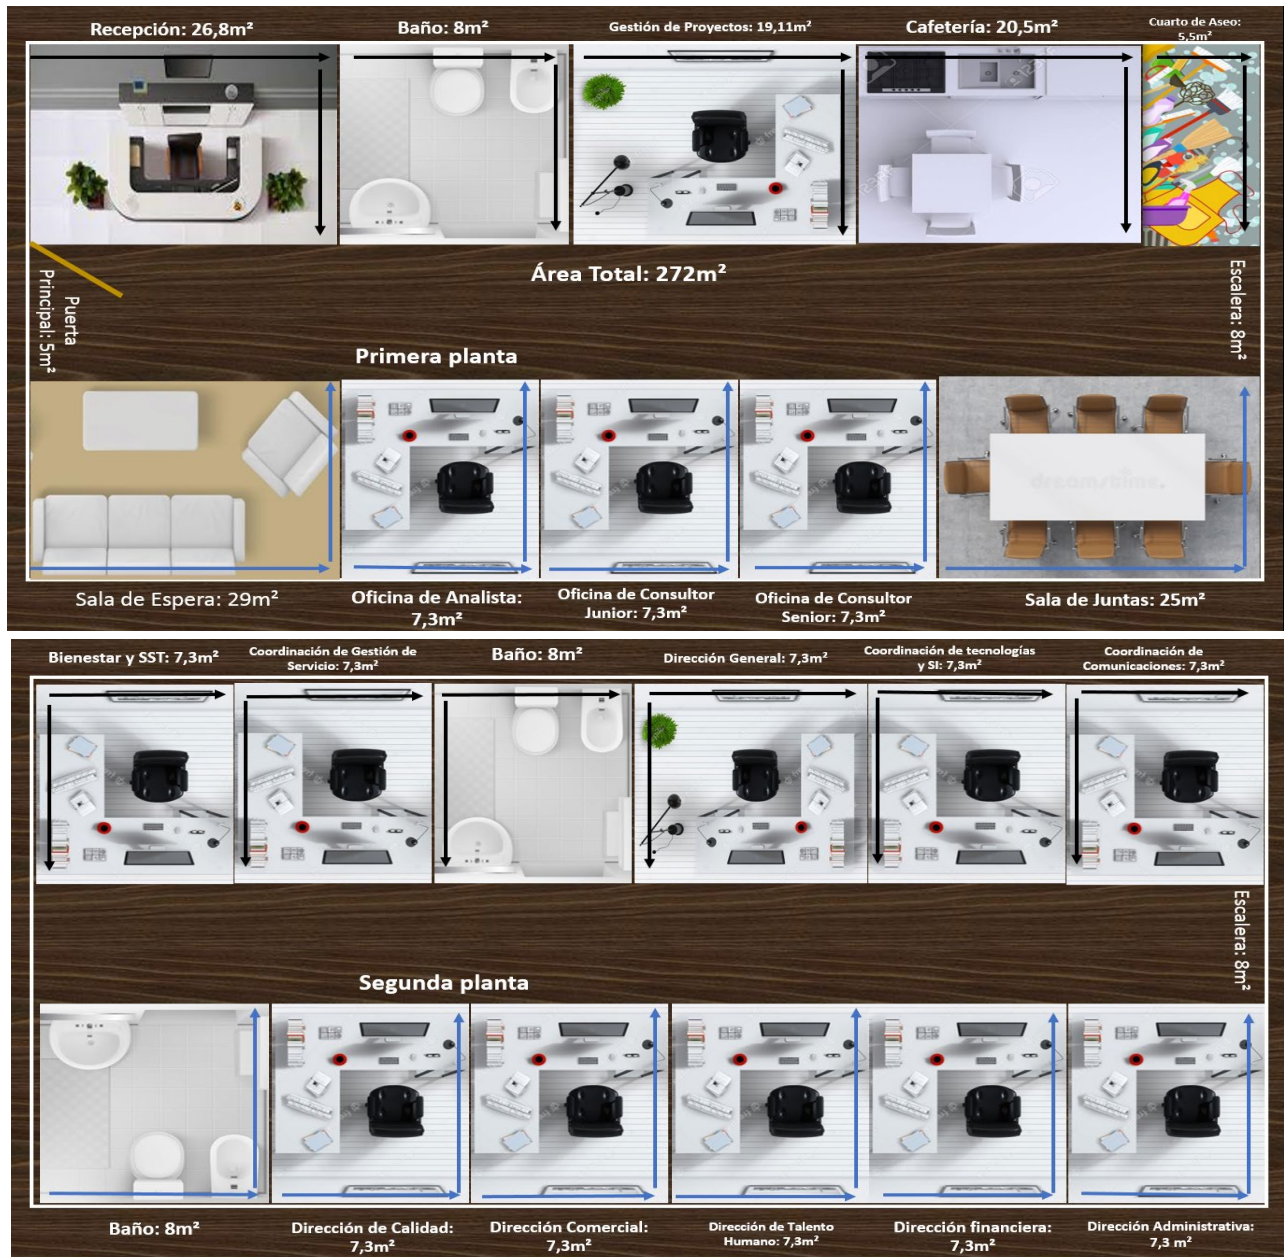 Recepción: 26,8m²
Baño: 8m²
Gestión de Proyectos: 19,11m²
Cafetería: 20,5m²
Cuarto de Aseo:
5,5m²
Área Total: 272m²
Puerta
Principal: 5m²
Escalera: 8m²
Primera planta
dreamstime.
Sala de Espera: 29m²
Oficina de Analista:
7,3m²
Oficina de Consultor
Junior: 7,3m²
Oficina de Consultor
Senior: 7,3m²
Sala de Juntas: 25m²
Bienestar y SST: 7,3m²
Coordinación de Gestión de
Servicio: 7,3m²
Baño: 8m²
Dirección General: 7,3m²
Coordinación de tecnologías
y SI: 7,3m²
Coordinación de
Comunicaciones: 7,3m²
Escalera: 8m²
Segunda planta
Baño: 8m²
Dirección de Calidad:
7,3m²
Dirección Comercial:
7,3m²
Dirección de Talento
Humano: 7,3m²
Dirección financiera:
7,3m²
Dirección Administrativa:
7,3 m²